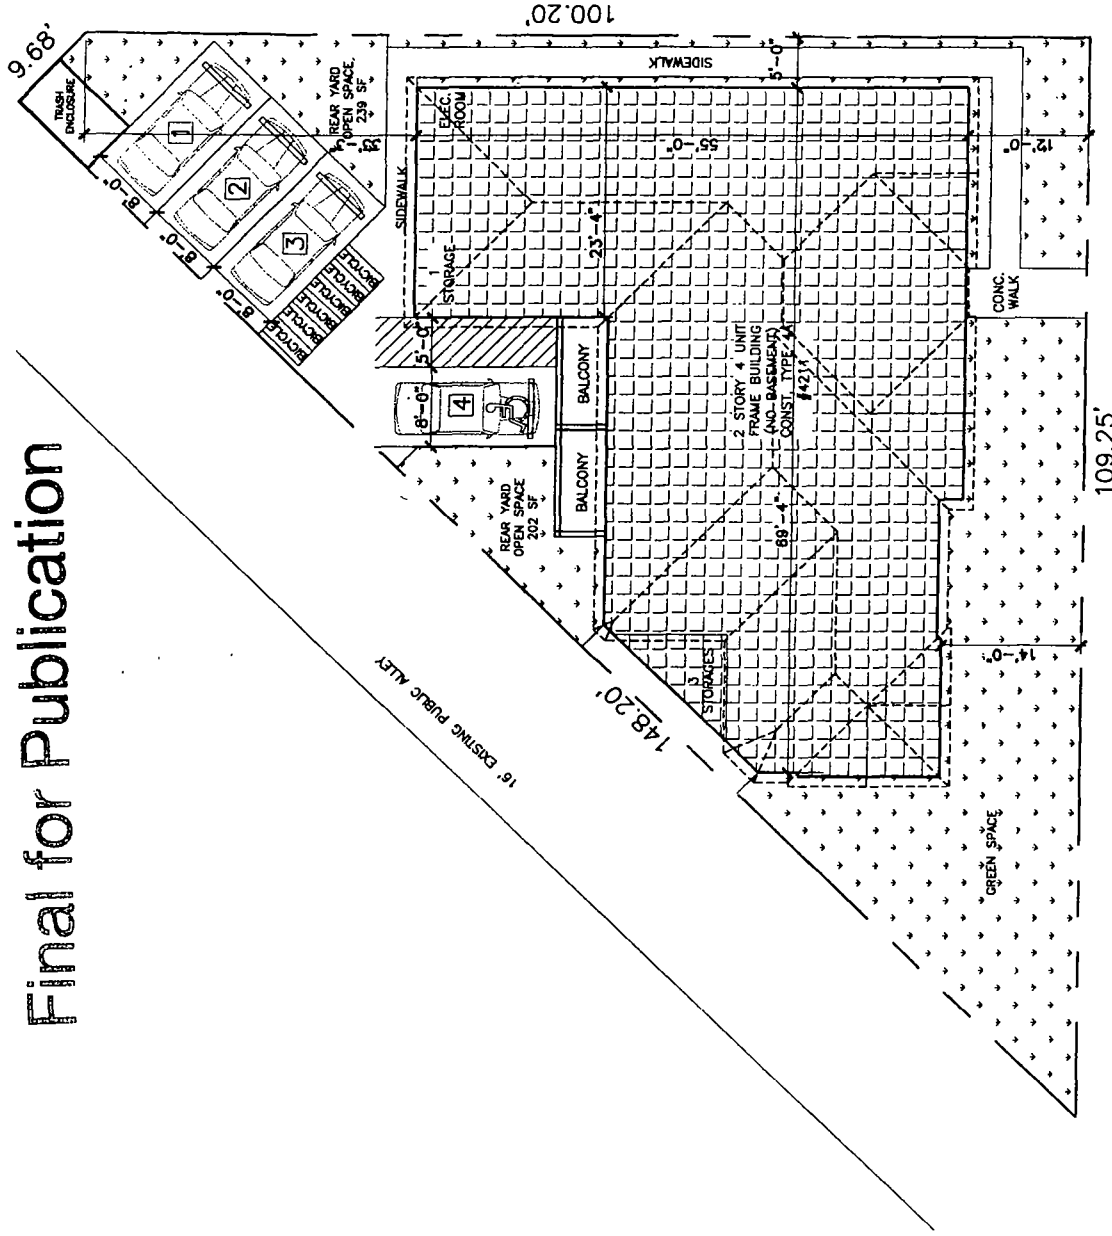 Final for Publication
9.68'
100.20'
TRASH
ENCLOSURE
1
2
3
8'-0"
8'-0"
8'-0"
REAR YARD
OPEN SPACE
239 SF
SIDEWALK
SIDEWALK
5'-0"
ELEC.
ROOM
1
STORAGE
BICYCLE
BICYCLE
BICYCLE
BICYCLE
BICYCLE
55'-0"
12'-0"
23'-4"
5'-0"
8'-0"
4
BALCONY
BALCONY
REAR YARD
OPEN SPACE
202 SF
2 STORY 4 UNIT
FRAME BUILDING
(NO BASEMENT)
CONST. TYPE 4A
69'-4"
CONC.
WALK
109.25'
3
STORAGES
148.20'
16' EXISTING PUBLIC ALLEY
14'-0"
GREEN SPACE